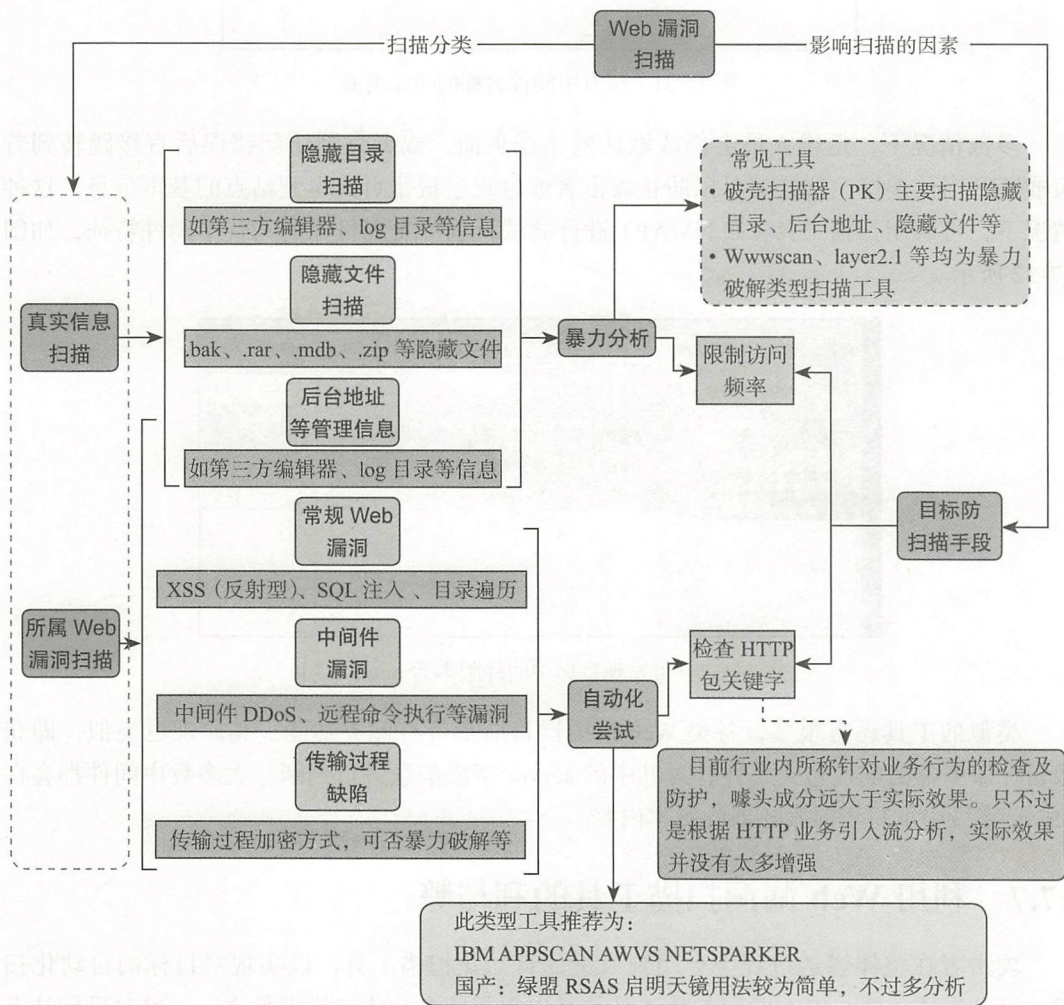 Web 漏洞
扫描
扫描分类
影响扫描的因素
隐藏目录
扫描
如第三方编辑器、log 目录等信息
隐藏文件
扫描
.bak、.rar、.mdb、.zip 等隐藏文件
后台地址
等管理信息
如第三方编辑器、log 目录等信息
真实信息
扫描
暴力分析
常见工具
• 破壳扫描器（PK）主要扫描隐藏
目录、后台地址、隐藏文件等
• Wwwscan、layer2.1 等均为暴力
破解类型扫描工具
限制访问
频率
目标防
扫描手段
常规 Web
漏洞
XSS（反射型）、SQL 注入 、目录遍历
所属 Web
漏洞扫描
中间件
漏洞
中间件 DDoS、远程命令执行等漏洞
传输过程
缺陷
传输过程加密方式，可否暴力破解等
自动化
尝试
检查 HTTP
包关键字
目前行业内所称针对业务行为的检查及
防护，噱头成分远大于实际效果。只不过
是根据 HTTP 业务引入流分析，实际效果
并没有太多增强
此类型工具推荐为：
IBM APPSCAN AWVS NETSPARKER
国产：绿盟 RSAS 启明天镜用法较为简单，不过多分析